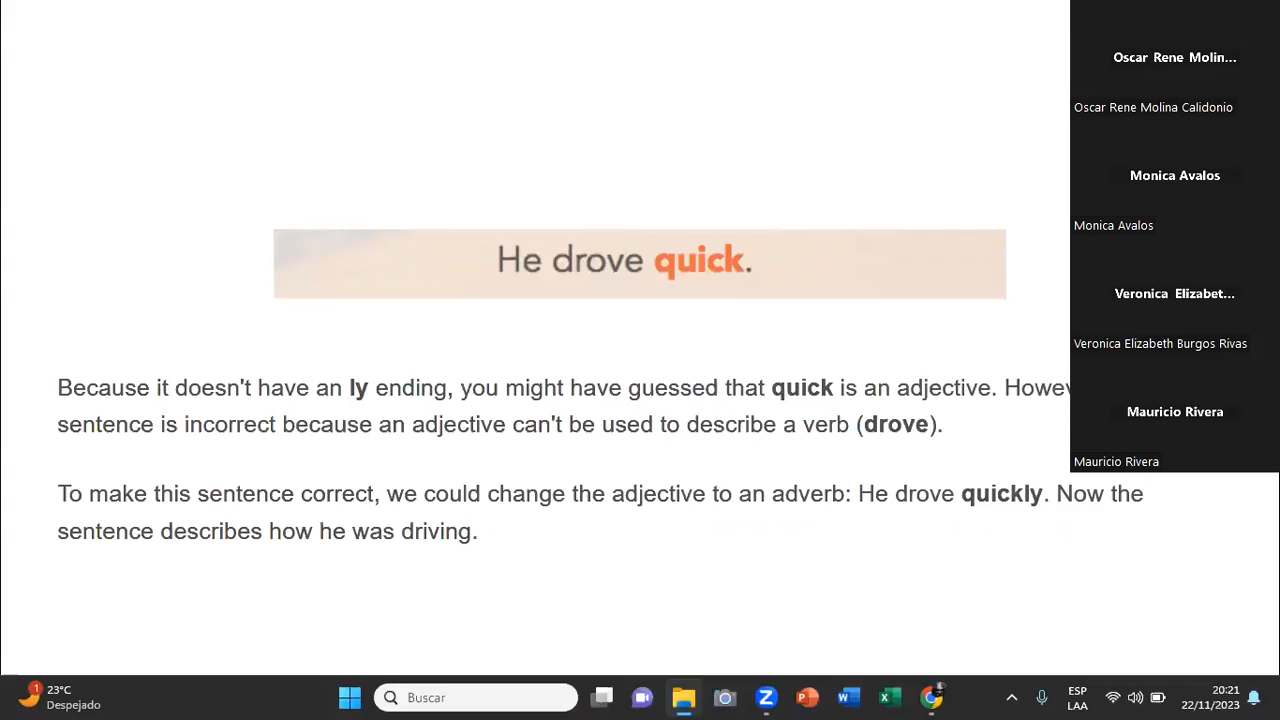 Oscar Rene Molin...
Oscar Rene Molina Calidonio
Monica Avalos
Monica Avalos
Veronica Elizabet...
Veronica Elizabeth Burgos Rivas
Mauricio Rivera
Mauricio Rivera
He drove quick.
Because it doesn't have an ly ending, you might have guessed that quick is an adjective. Howev
sentence is incorrect because an adjective can't be used to describe a verb (drove).
To make this sentence correct, we could change the adjective to an adverb: He drove quickly. Now the
sentence describes how he was driving.
1
23°C
Despejado
Buscar
ESP
LAA
20:21
22/11/2023